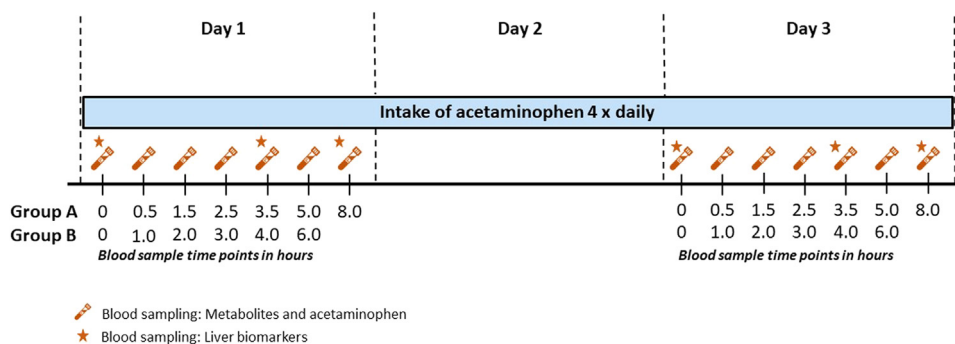 Day 1 Day 2 Day 3
Intake of acetaminophen 4 x daily
Group A 0 0.5 1.5 2.5 3.5 5.0 8.0 0 0.5 1.5 2.5 3.5 5.0 8.0
Group B 0 1.0 2.0 3.0 4.0 6.0 0 1.0 2.0 3.0 4.0 6.0
Blood sample time points in hours Blood sample time points in hours
Blood sampling: Metabolites and acetaminophen
Blood sampling: Liver biomarkers